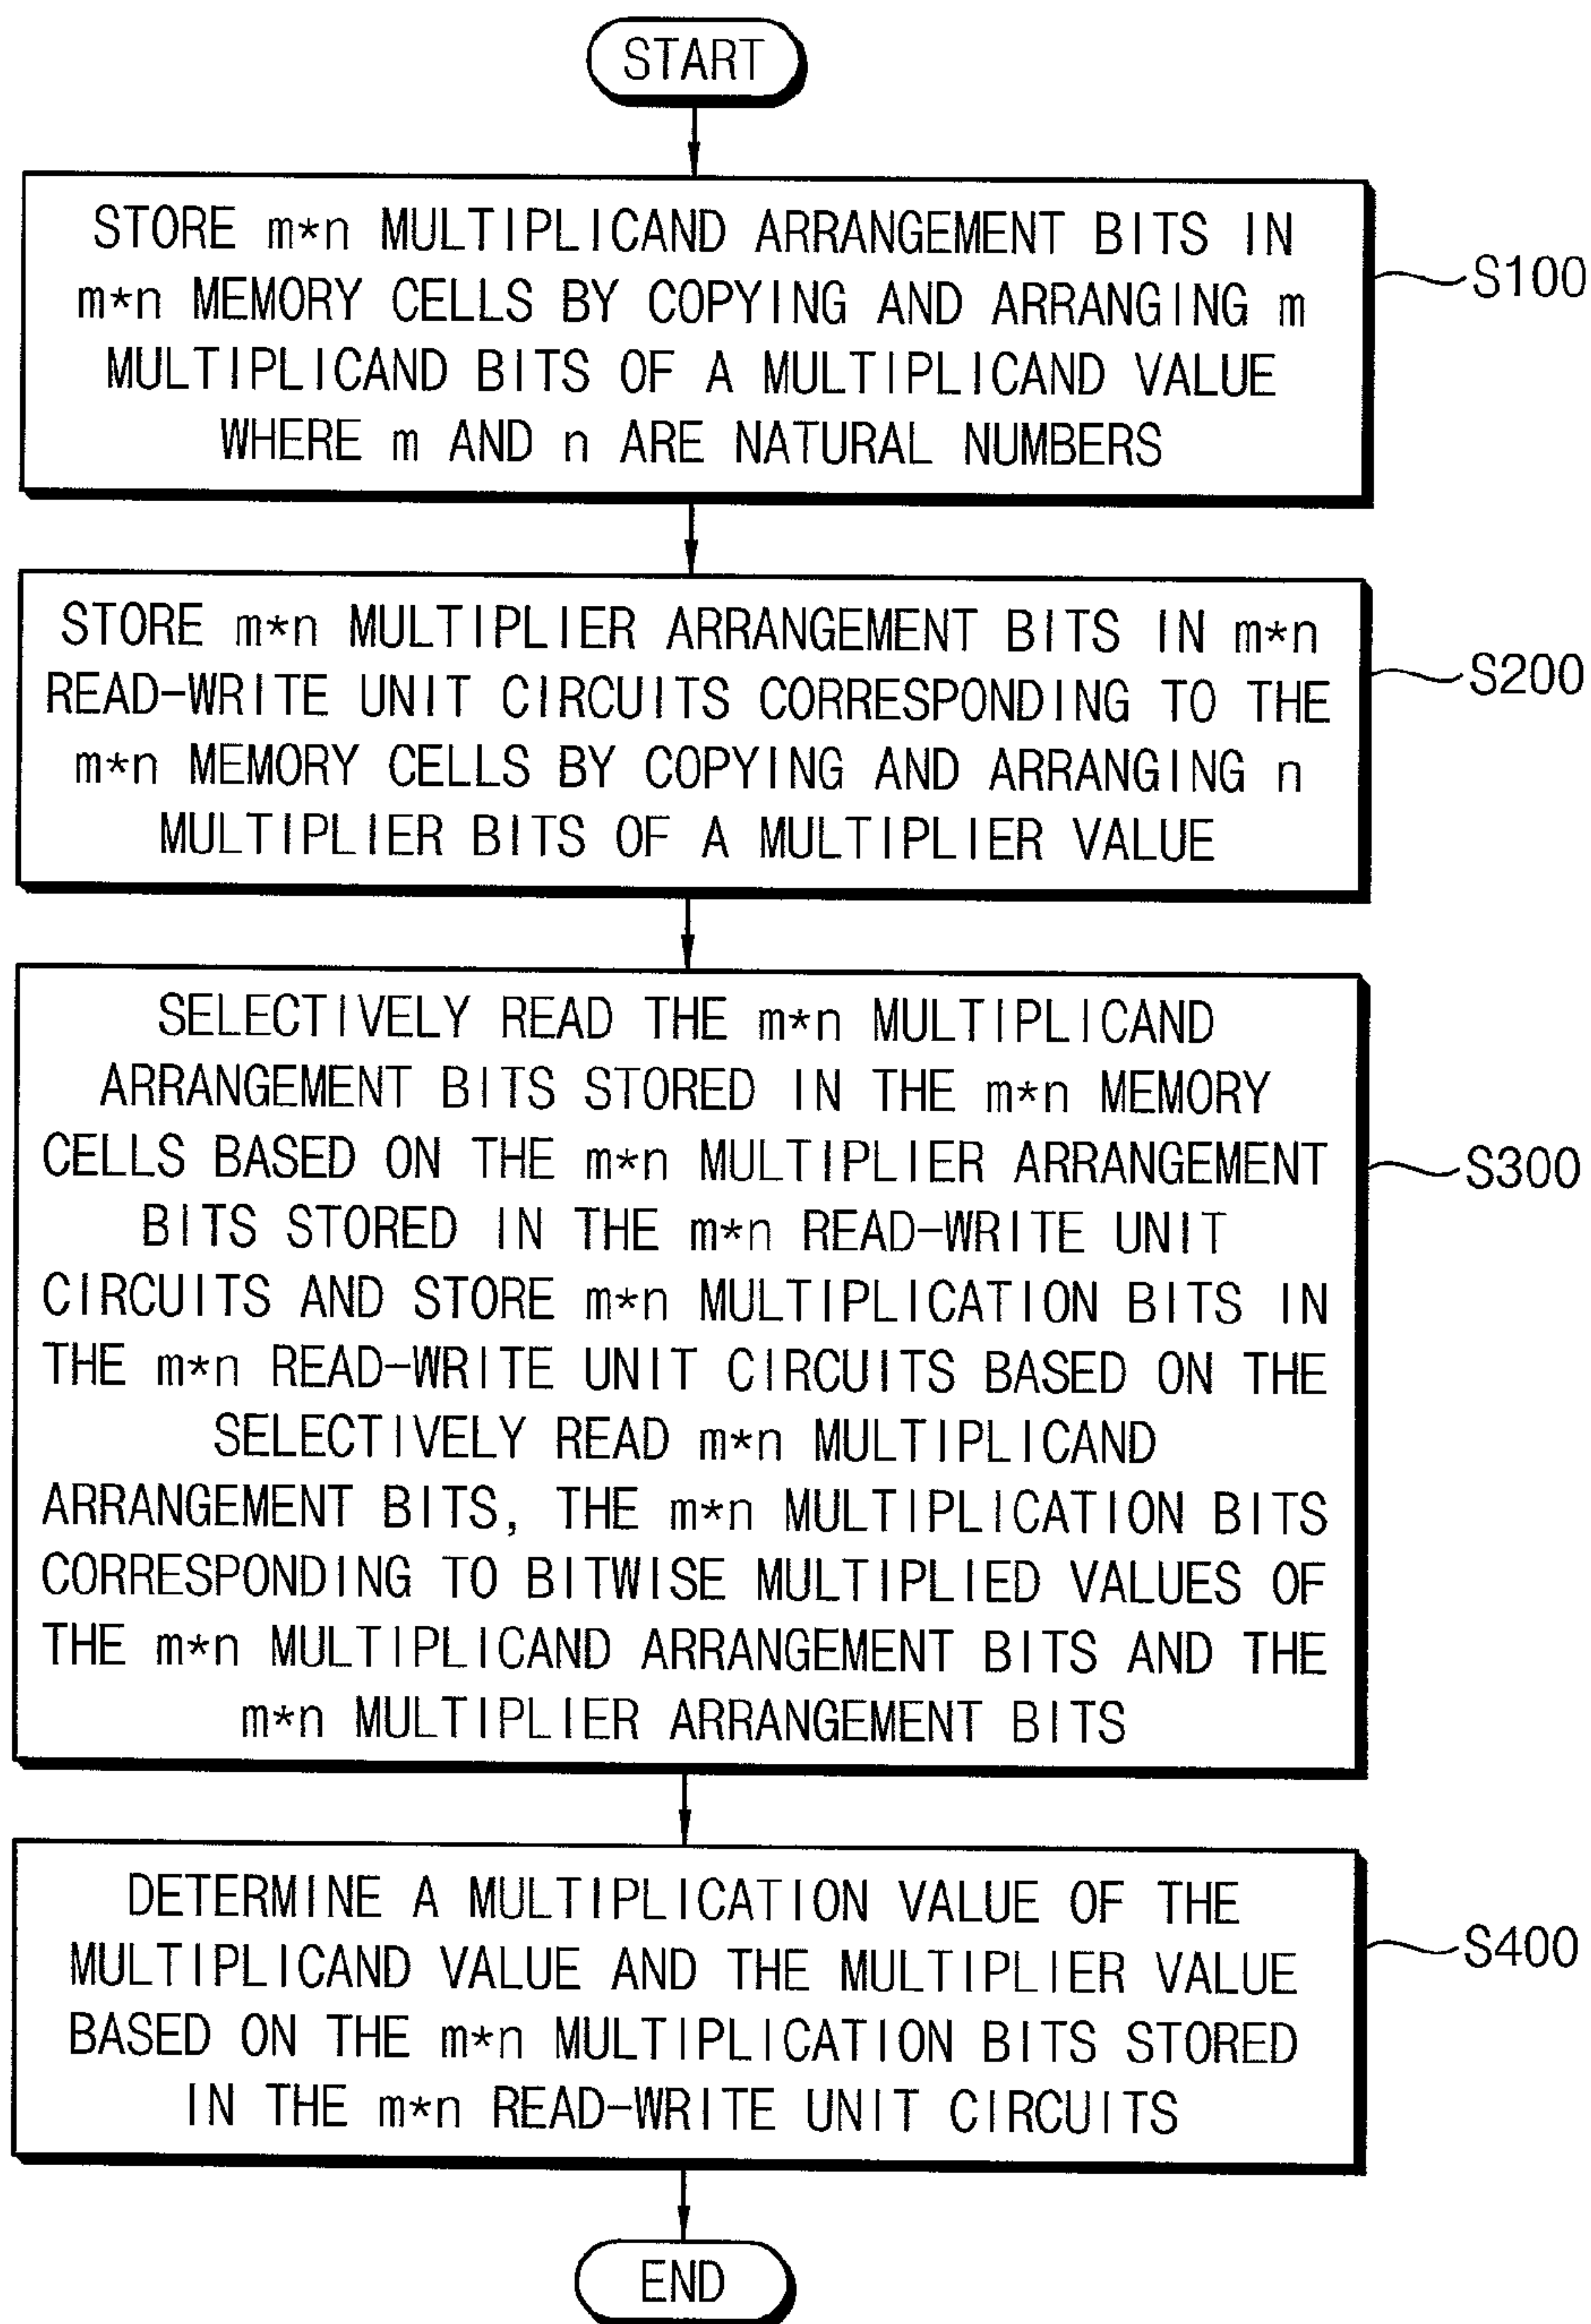 START
STORE m*n MULTIPLICAND ARRANGEMENT BITS IN
m*n MEMORY CELLS BY COPYING AND ARRANGING m
MULTIPLICAND BITS OF A MULTIPLICAND VALUE
WHERE m AND n ARE NATURAL NUMBERS
S100
STORE m*n MULTIPLIER ARRANGEMENT BITS IN m*n
READ-WRITE UNIT CIRCUITS CORRESPONDING TO THE
m*n MEMORY CELLS BY COPYING AND ARRANGING n
MULTIPLIER BITS OF A MULTIPLIER VALUE
S200
SELECTIVELY READ THE m*n MULTIPLICAND
ARRANGEMENT BITS STORED IN THE m*n MEMORY
CELLS BASED ON THE m*n MULTIPLIER ARRANGEMENT
BITS STORED IN THE m*n READ-WRITE UNIT
CIRCUITS AND STORE m*n MULTIPLICATION BITS IN
THE m*n READ-WRITE UNIT CIRCUITS BASED ON THE
SELECTIVELY READ m*n MULTIPLICAND
ARRANGEMENT BITS, THE m*n MULTIPLICATION BITS
CORRESPONDING TO BITWISE MULTIPLIED VALUES OF
THE m*n MULTIPLICAND ARRANGEMENT BITS AND THE
m*n MULTIPLIER ARRANGEMENT BITS
S300
DETERMINE A MULTIPLICATION VALUE OF THE
MULTIPLICAND VALUE AND THE MULTIPLIER VALUE
BASED ON THE m*n MULTIPLICATION BITS STORED
IN THE m*n READ-WRITE UNIT CIRCUITS
S400
END